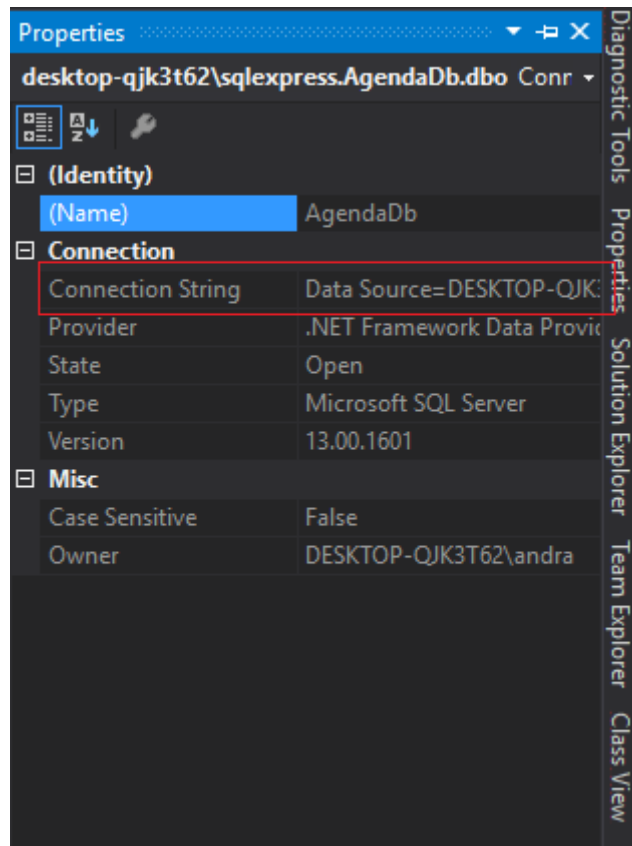 Properties
desktop-qjk3t62\sqlexpress.AgendaDb.dbo Conr
(Identity)
(Name) AgendaDb
Connection
Connection String Data Source=DESKTOP-QJK
Provider .NET Framework Data Provi
State Open
Type Microsoft SQL Server
Version 13.00.1601
Misc
Case Sensitive False
Owner DESKTOP-QJK3T62\andra
Diagnostic Tools
Properties
Solution Explorer
Team Explorer
Class View